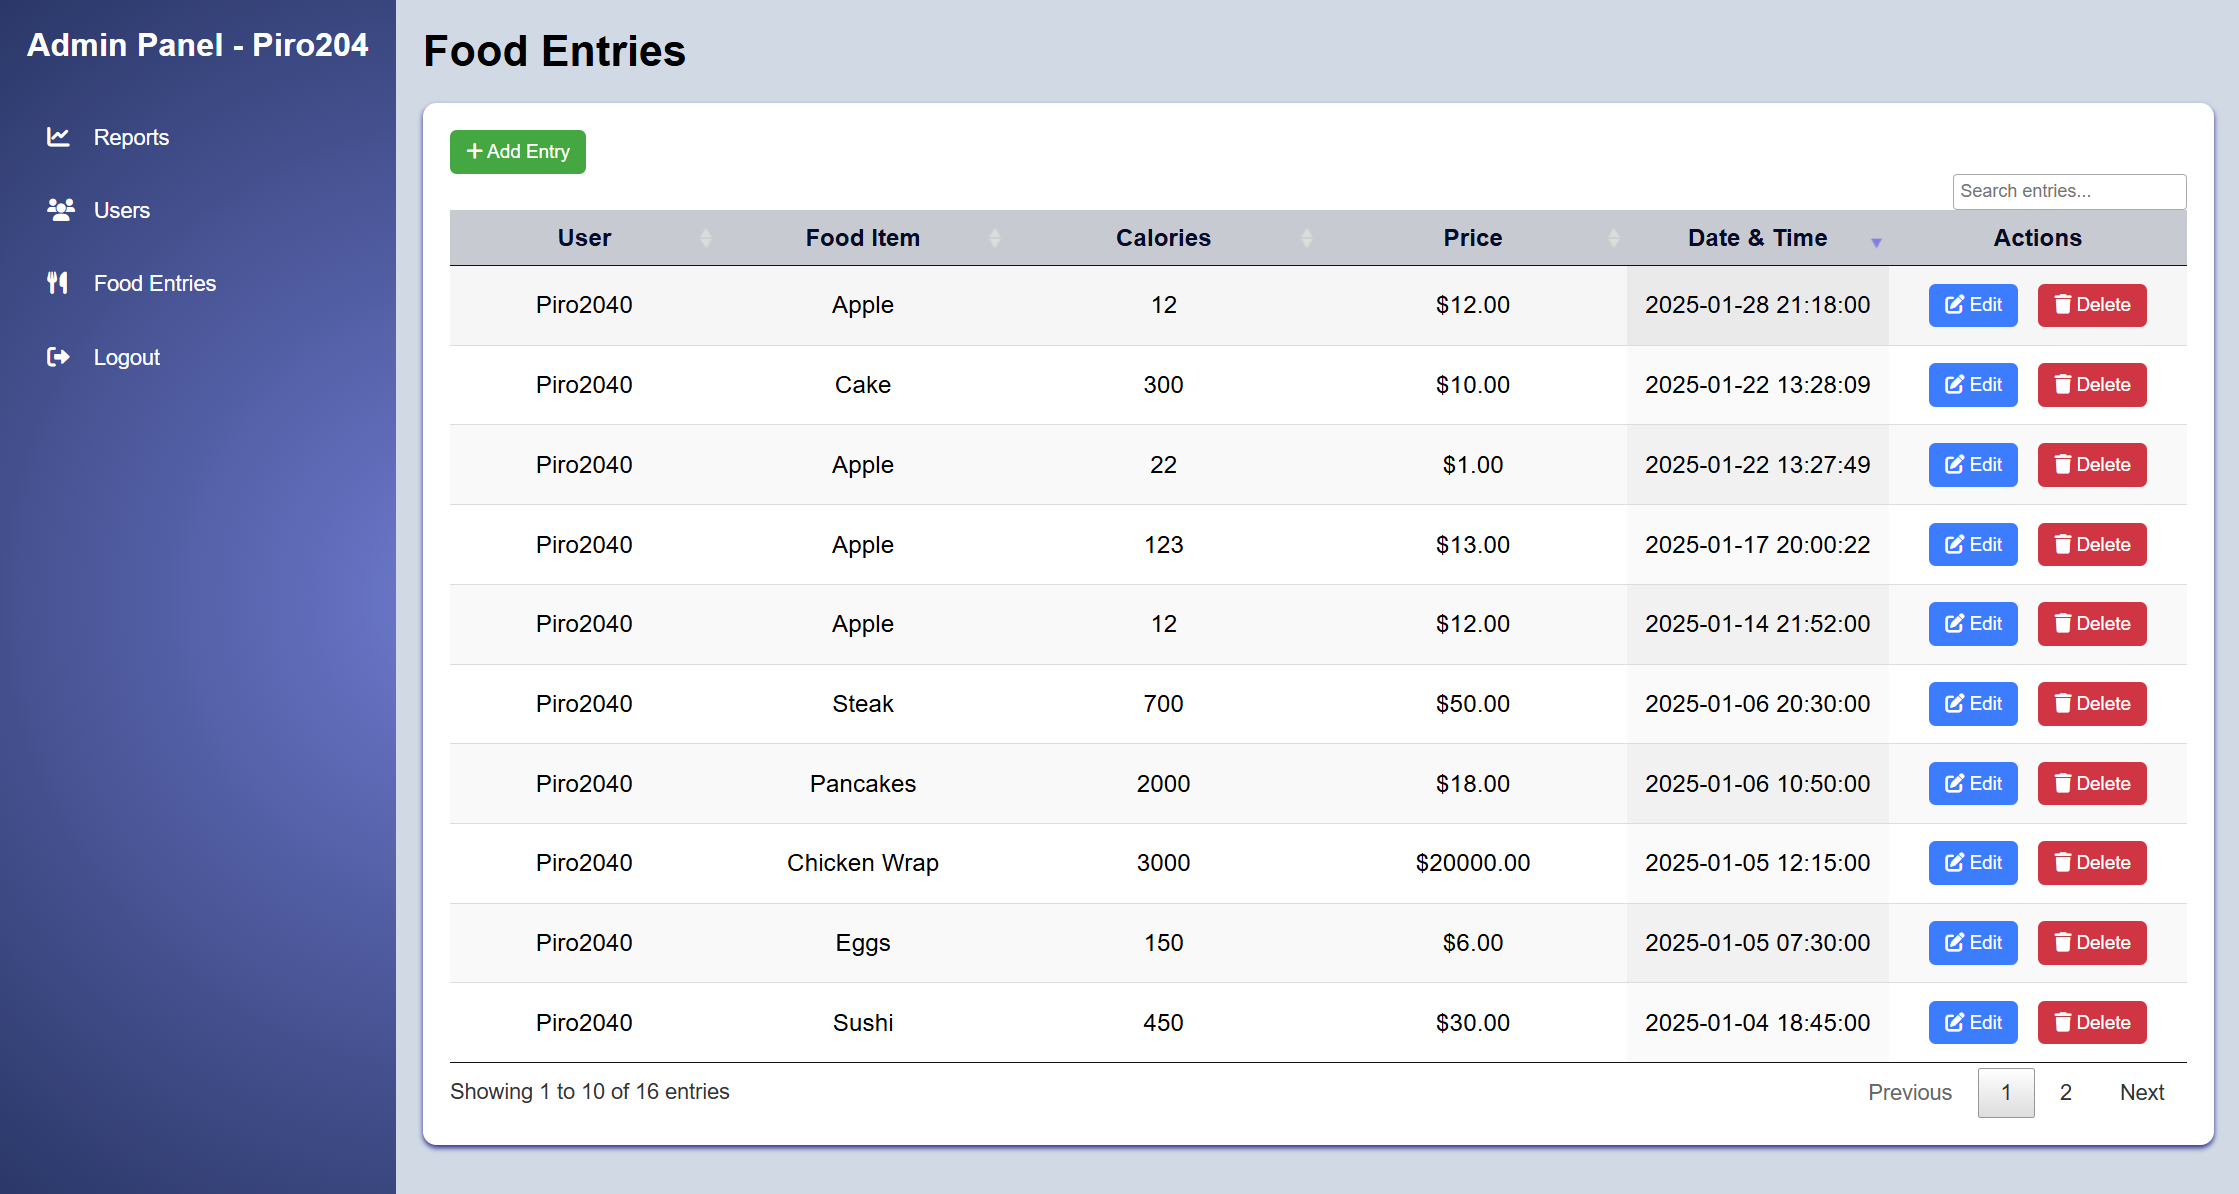 Admin Panel - Piro204
Reports
Users
Food Entries
Logout
Food Entries
Add Entry
Search entries...
User Food Item Calories Price Date & Time Actions
Piro2040 Apple 12 $12.00 2025-01-28 21:18:00 Edit Delete
Piro2040 Cake 300 $10.00 2025-01-22 13:28:09 Edit Delete
Piro2040 Apple 22 $1.00 2025-01-22 13:27:49 Edit Delete
Piro2040 Apple 123 $13.00 2025-01-17 20:00:22 Edit Delete
Piro2040 Apple 12 $12.00 2025-01-14 21:52:00 Edit Delete
Piro2040 Steak 700 $50.00 2025-01-06 20:30:00 Edit Delete
Piro2040 Pancakes 2000 $18.00 2025-01-06 10:50:00 Edit Delete
Piro2040 Chicken Wrap 3000 $20000.00 2025-01-05 12:15:00 Edit Delete
Piro2040 Eggs 150 $6.00 2025-01-05 07:30:00 Edit Delete
Piro2040 Sushi 450 $30.00 2025-01-04 18:45:00 Edit Delete
Showing 1 to 10 of 16 entries
Previous 1 2 Next